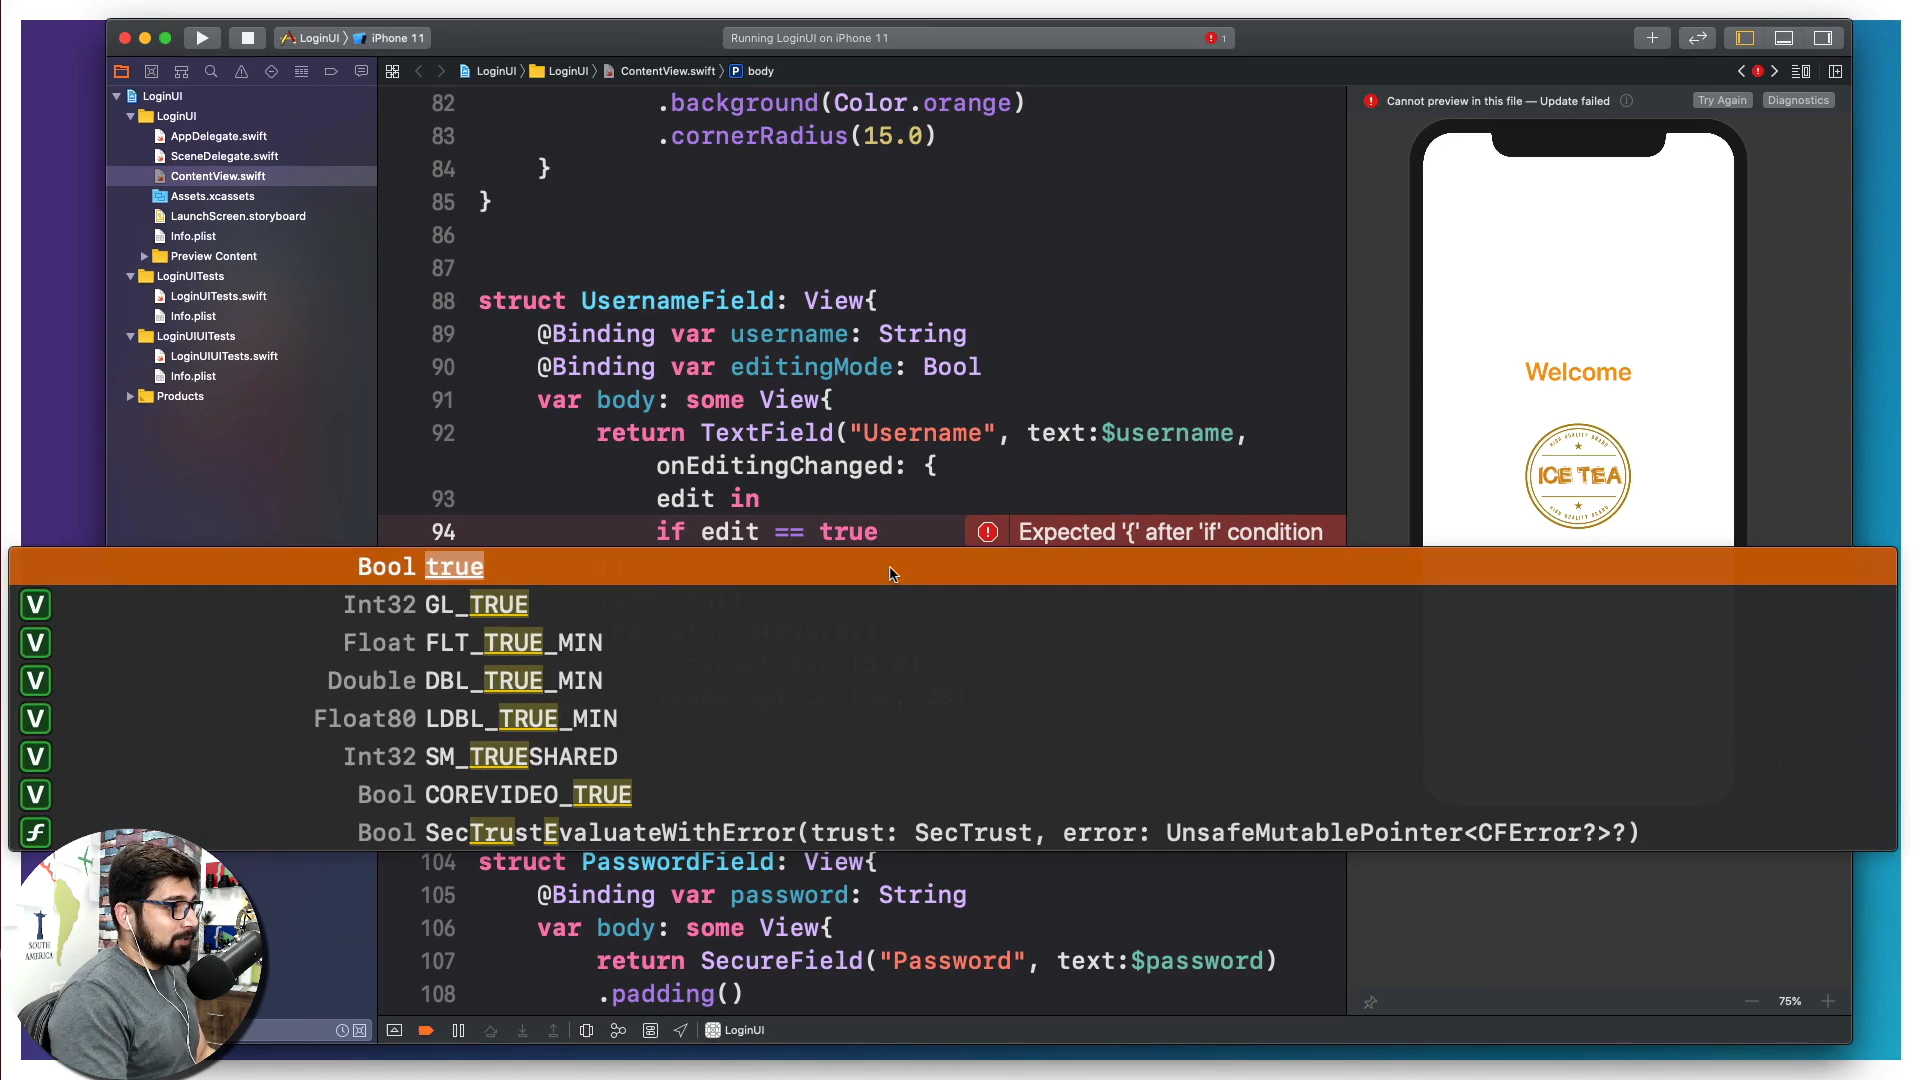 LoginUI 〉 iPhone 11
Running LoginUI on iPhone 11
1
LoginUI 〉 LoginUI 〉 ContentView.swift 〉 P body
LoginUI
LoginUI
AppDelegate.swift
SceneDelegate.swift
ContentView.swift
Assets.xcassets
LaunchScreen.storyboard
Info.plist
Preview Content
LoginUITests
LoginUITests.swift
Info.plist
LoginUIUITests
LoginUIUITests.swift
Info.plist
Products
82 .background(Color.orange)
83 .cornerRadius(15.0)
84 }
85 }
86
87
88 struct UsernameField: View{
89 @Binding var username: String
90 @Binding var editingMode: Bool
91 var body: some View{
92 return TextField("Username", text:$username,
onEditingChanged: {
93 edit in
94 if edit == true
Expected '{' after 'if' condition
Bool true
V Int32 GL_TRUE
V Float FLT_TRUE_MIN
V Double DBL_TRUE_MIN
V Float80 LDBL_TRUE_MIN
V Int32 SM_TRUESHARED
V Bool COREVIDEO_TRUE
f Bool SecTrustEvaluateWithError(trust: SecTrust, error: UnsafeMutablePointer<CFError?>?)
104 struct PasswordField: View{
105 @Binding var password: String
106 var body: some View{
107 return SecureField("Password", text:$password)
108 .padding()
Cannot preview in this file — Update failed
Try Again
Diagnostics
Welcome
ICE TEA
SOUTH
AMERICA
LoginUI
75%